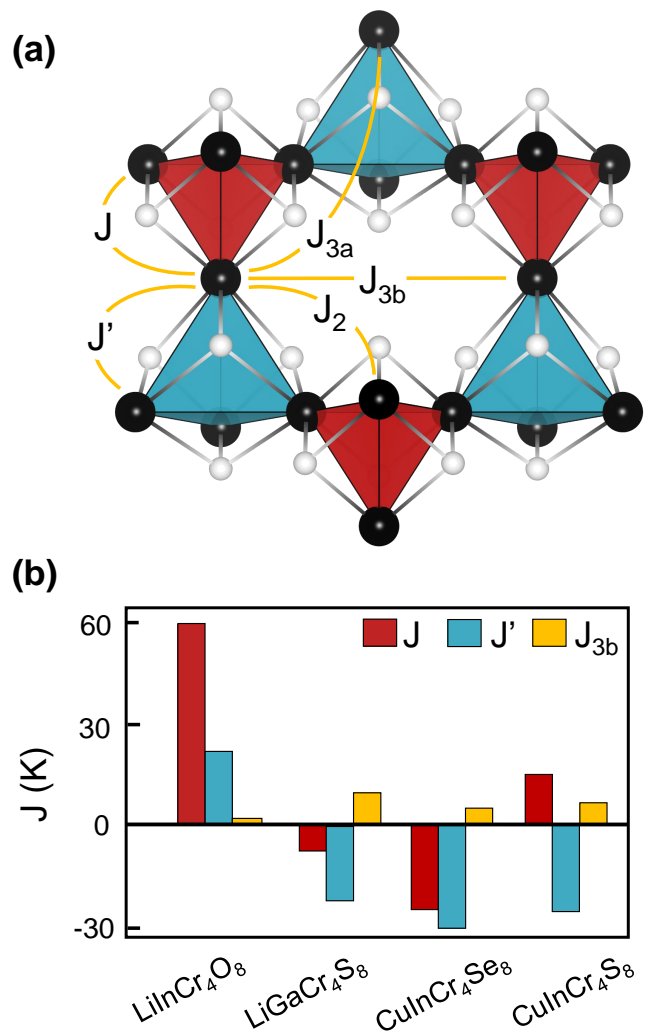 (a)
J
J3a
J3b
J2
J’
(b)
J J’ J3b
60
30
0
-30
J (K)
LiInCr4O8
LiGaCr4S8
CuInCr4Se8
CuInCr4S8